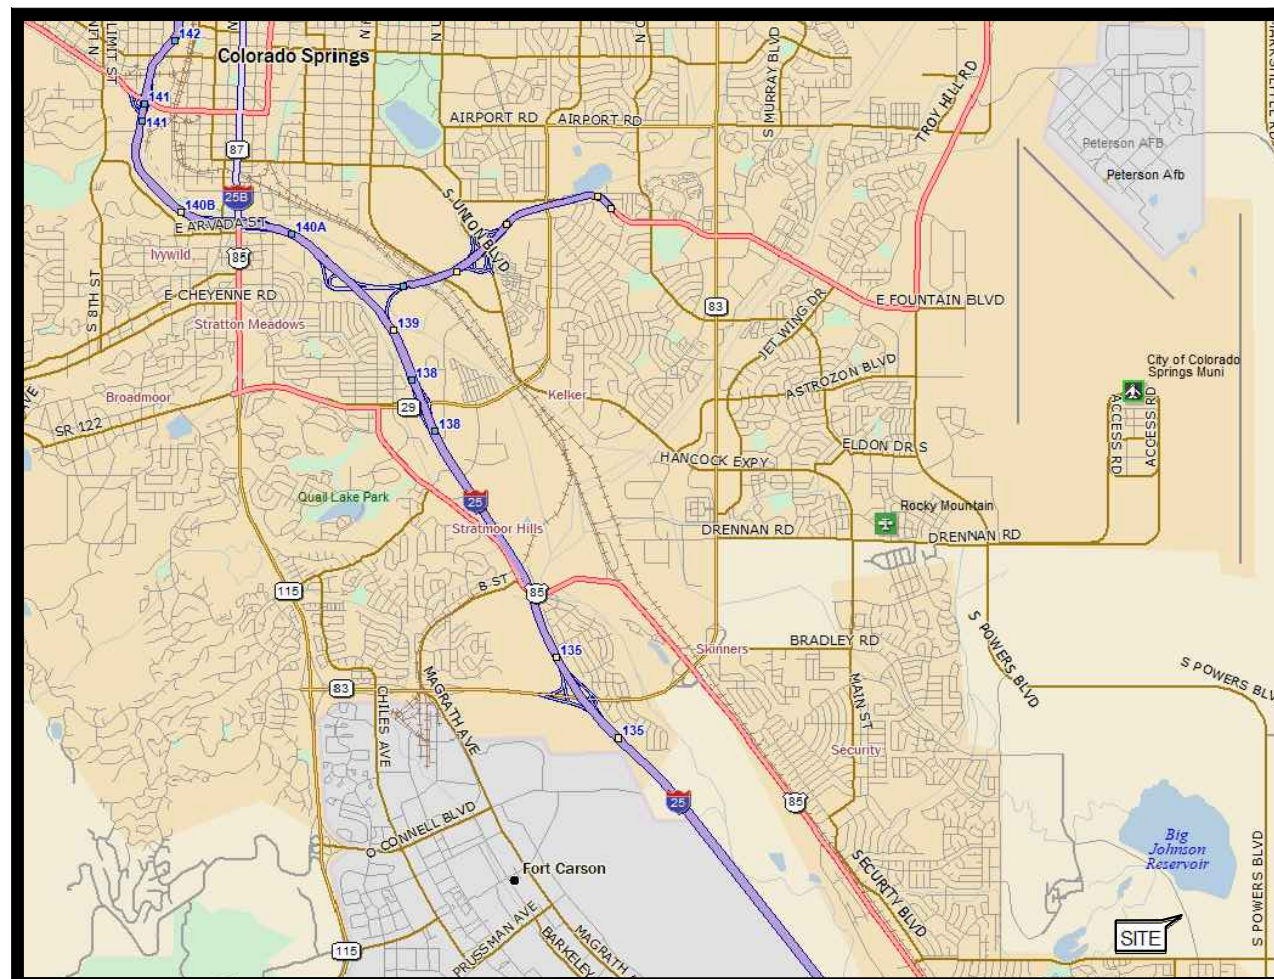 142
Colorado Springs
LIMIT ST
S MURRAY BLVD
TROY HILL RD
MARKSHEFFEL RD
141
141
AIRPORT RD
AIRPORT RD
87
Peterson AFB
Peterson Afb
25B
140B
E ARVADA ST
140A
S UNION BLVD
Ivywild
85
S 8TH ST
E CHEYENNE RD
83
E FOUNTAIN BLVD
Stratton Meadows
139
JET WING DR
City of Colorado
Springs Muni
138
ASTROZON BLVD
Broadmoor
Kelker
29
ACCESS RD
ACCESS RD
AVE
SR 122
138
ELDON DR S
HANCOCK EXPY
Quail Lake Park
25
Rocky Mountain
Stratmoor Hills
DRENNAN RD
DRENNAN RD
B ST
115
85
S POWERS BLVD
BRADLEY RD
Skinners
135
S POWERS BLV
83
CHILES AVE
MAGRATH AVE
MAIN ST
135
Security
25
85
O CONNELL BLVD
Big
Johnson
Reservoir
S POWERS BLVD
Fort Carson
SECURITY BLVD
PRUSSMAN AVE
BARKELEY
MAGRATH A
115
SITE